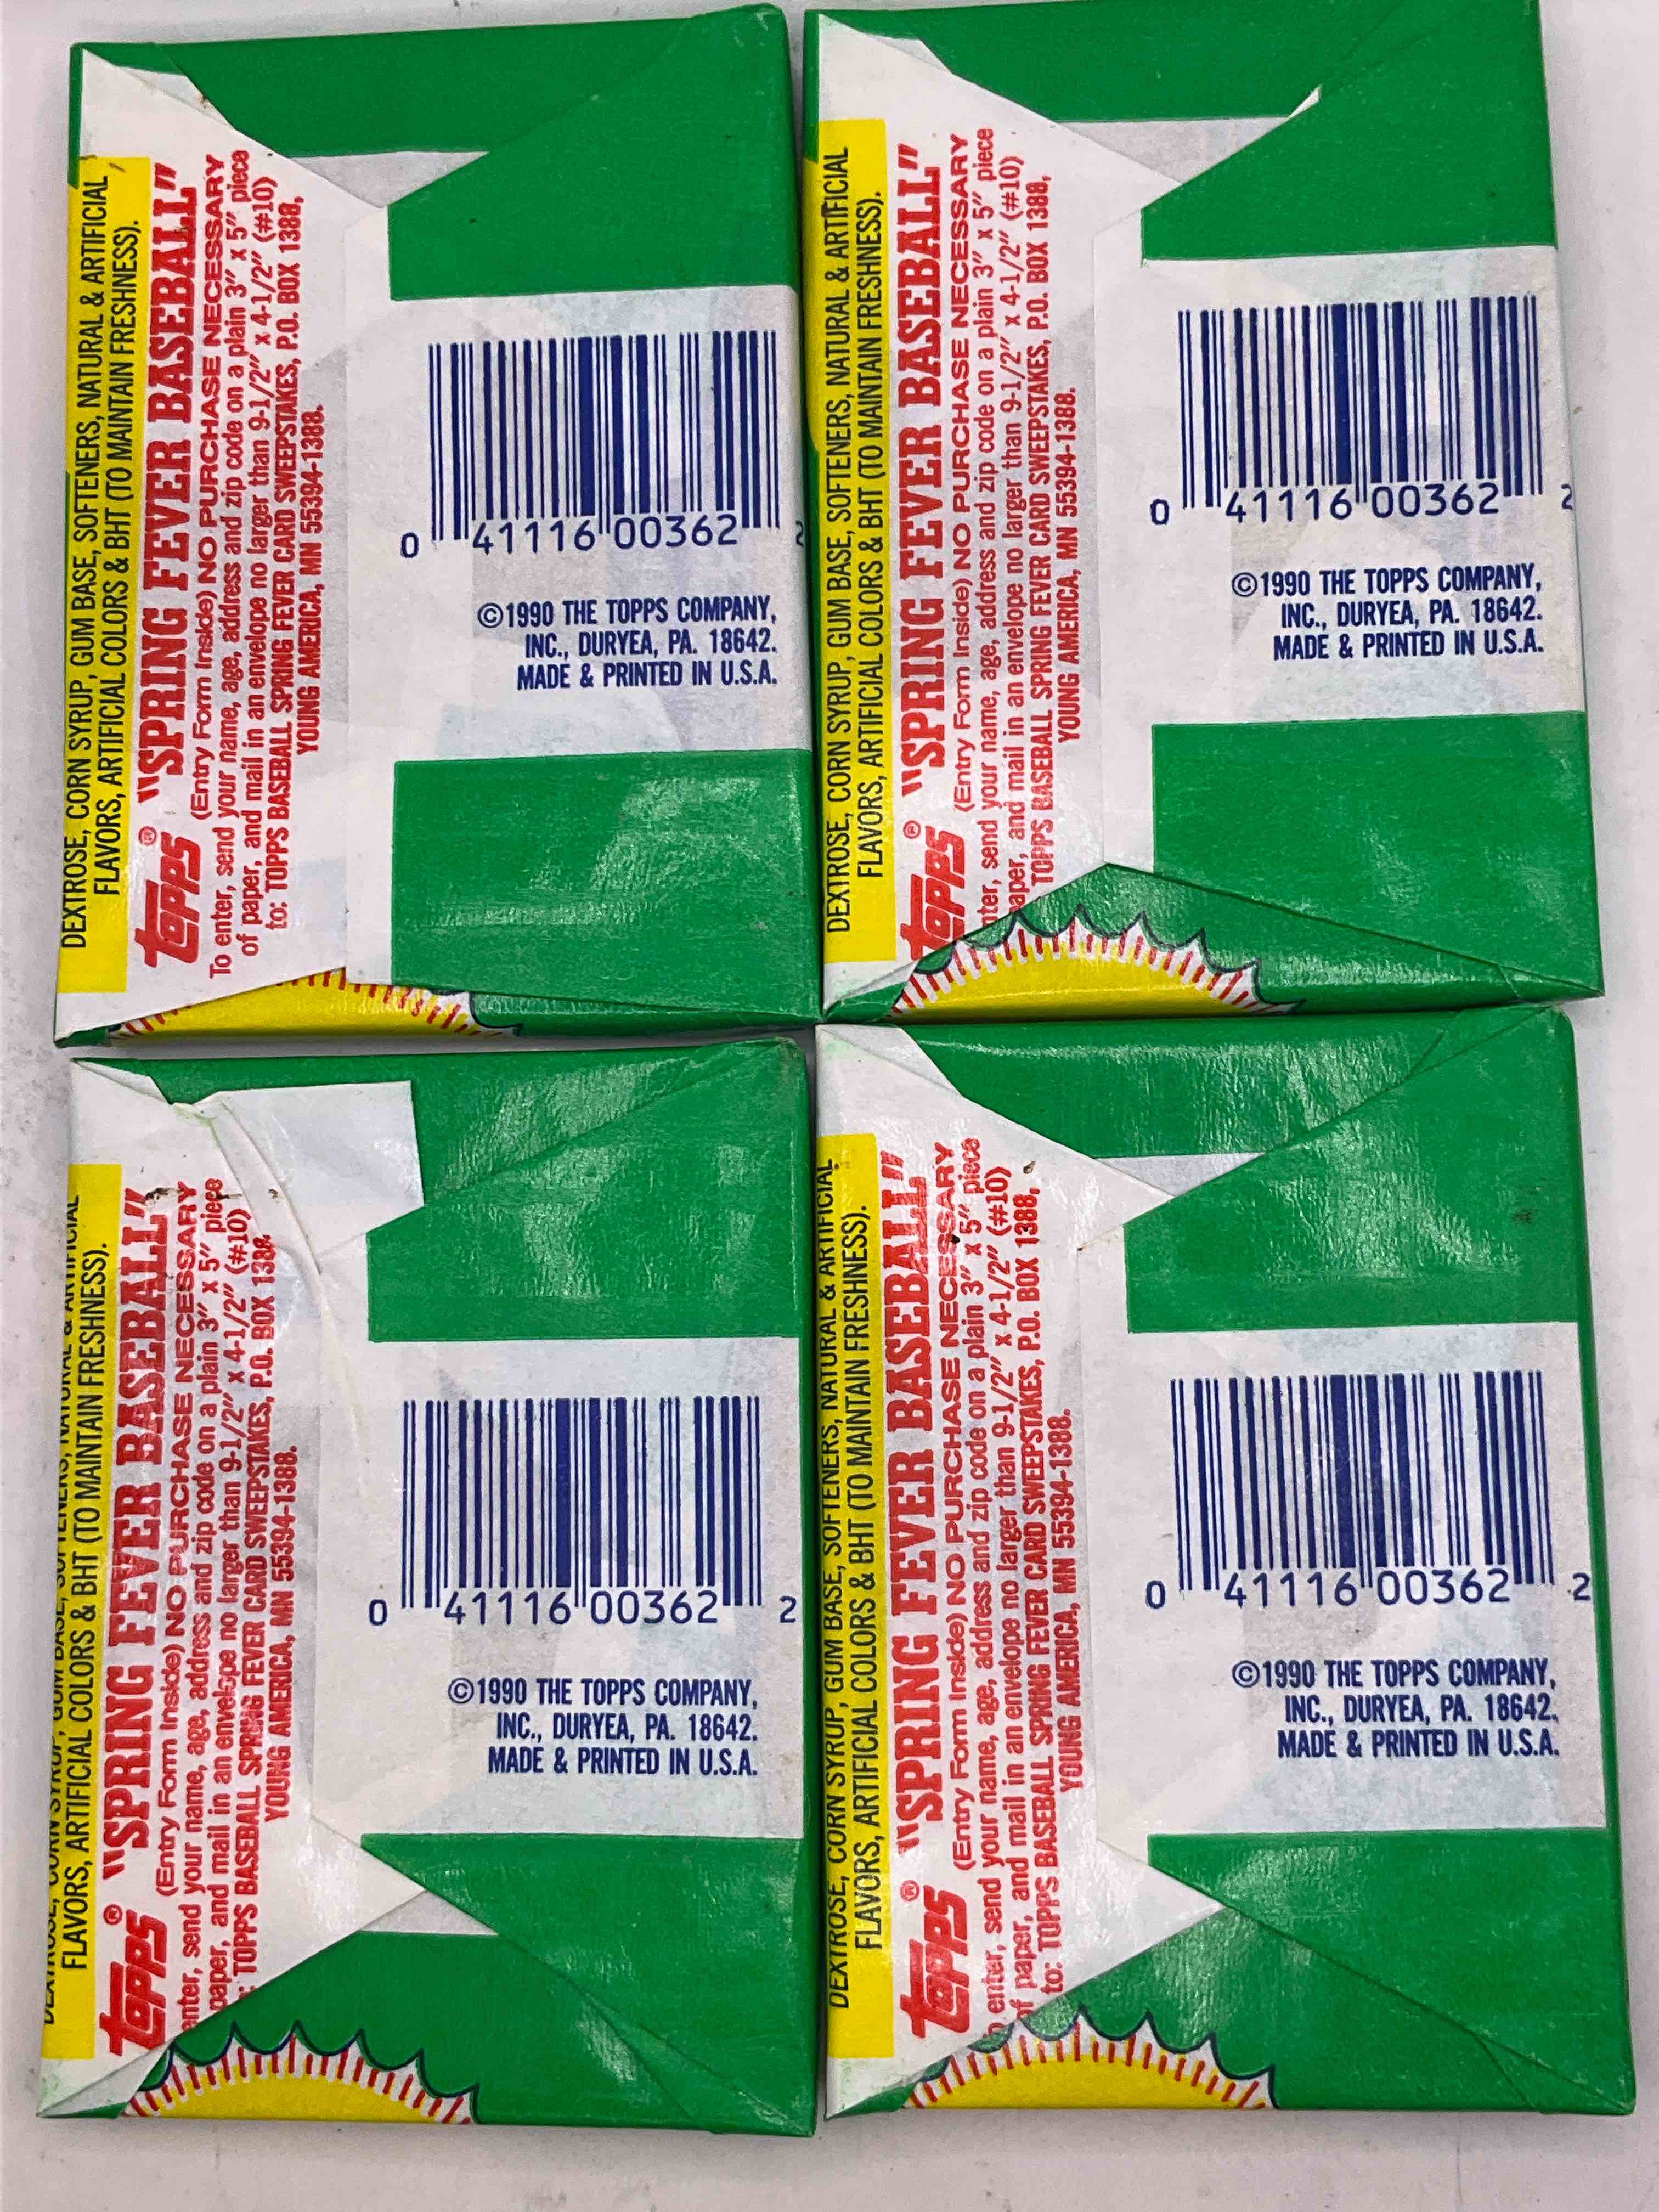 DEXTROSE, CORN SYRUP, GUM BASE, SOFTENERS, NATURAL & ARTIFICIAL
FLAVORS, ARTIFICIAL COLORS & BHT (TO MAINTAIN FRESHNESS).
Topps® "SPRING FEVER BASEBALL"
(Entry Form Inside) NO PURCHASE NECESSARY
To enter, send your name, age, address and zip code on a plain 3" x 5" piece
of paper, and mail in an envelope no larger than 9-1/2" x 4-1/2" (#10)
to: TOPPS BASEBALL SPRING FEVER CARD SWEEPSTAKES, P.O. BOX 1388,
YOUNG AMERICA, MN 55394-1388.
0 41116 00362 2
©1990 THE TOPPS COMPANY,
INC., DURYEA, PA. 18642.
MADE & PRINTED IN U.S.A.
DEXTROSE, CORN SYRUP, GUM BASE, SOFTENERS, NATURAL & ARTIFICIAL
FLAVORS, ARTIFICIAL COLORS & BHT (TO MAINTAIN FRESHNESS).
Topps® "SPRING FEVER BASEBALL"
(Entry Form Inside) NO PURCHASE NECESSARY
nter, send your name, age, address and zip code on a plain 3" x 5" piece
paper, and mail in an envelope no larger than 9-1/2" x 4-1/2" (#10)
TOPPS BASEBALL SPRING FEVER CARD SWEEPSTAKES, P.O. BOX 1388,
YOUNG AMERICA, MN 55394-1388.
0 41116 00362 2
©1990 THE TOPPS COMPANY,
INC., DURYEA, PA. 18642.
MADE & PRINTED IN U.S.A.
DEXTROSE, CORN SYRUP, GUM BASE, SOFTENERS, NATURAL & ARTIFICIAL
FLAVORS, ARTIFICIAL COLORS & BHT (TO MAINTAIN FRESHNESS).
Topps® "SPRING FEVER BASEBALL"
(Entry Form Inside) NO PURCHASE NECESSARY
enter, send your name, age, address and zip code on a plain 3" x 5" piece
paper, and mail in an envelope no larger than 9-1/2" x 4-1/2" (#10)
: TOPPS BASEBALL SPRING FEVER CARD SWEEPSTAKES, P.O. BOX 1388,
YOUNG AMERICA, MN 55394-1388.
0 41116 00362 2
©1990 THE TOPPS COMPANY,
INC., DURYEA, PA. 18642.
MADE & PRINTED IN U.S.A.
DEXTROSE, CORN SYRUP, GUM BASE, SOFTENERS, NATURAL & ARTIFICIAL
FLAVORS, ARTIFICIAL COLORS & BHT (TO MAINTAIN FRESHNESS).
Topps® "SPRING FEVER BASEBALL"
(Entry Form Inside) NO PURCHASE NECESSARY
o enter, send your name, age, address and zip code on a plain 3" x 5" piece
of paper, and mail in an envelope no larger than 9-1/2" x 4-1/2" (#10)
to: TOPPS BASEBALL SPRING FEVER CARD SWEEPSTAKES, P.O. BOX 1388,
YOUNG AMERICA, MN 55394-1388.
0 41116 00362 2
©1990 THE TOPPS COMPANY,
INC., DURYEA, PA. 18642.
MADE & PRINTED IN U.S.A.